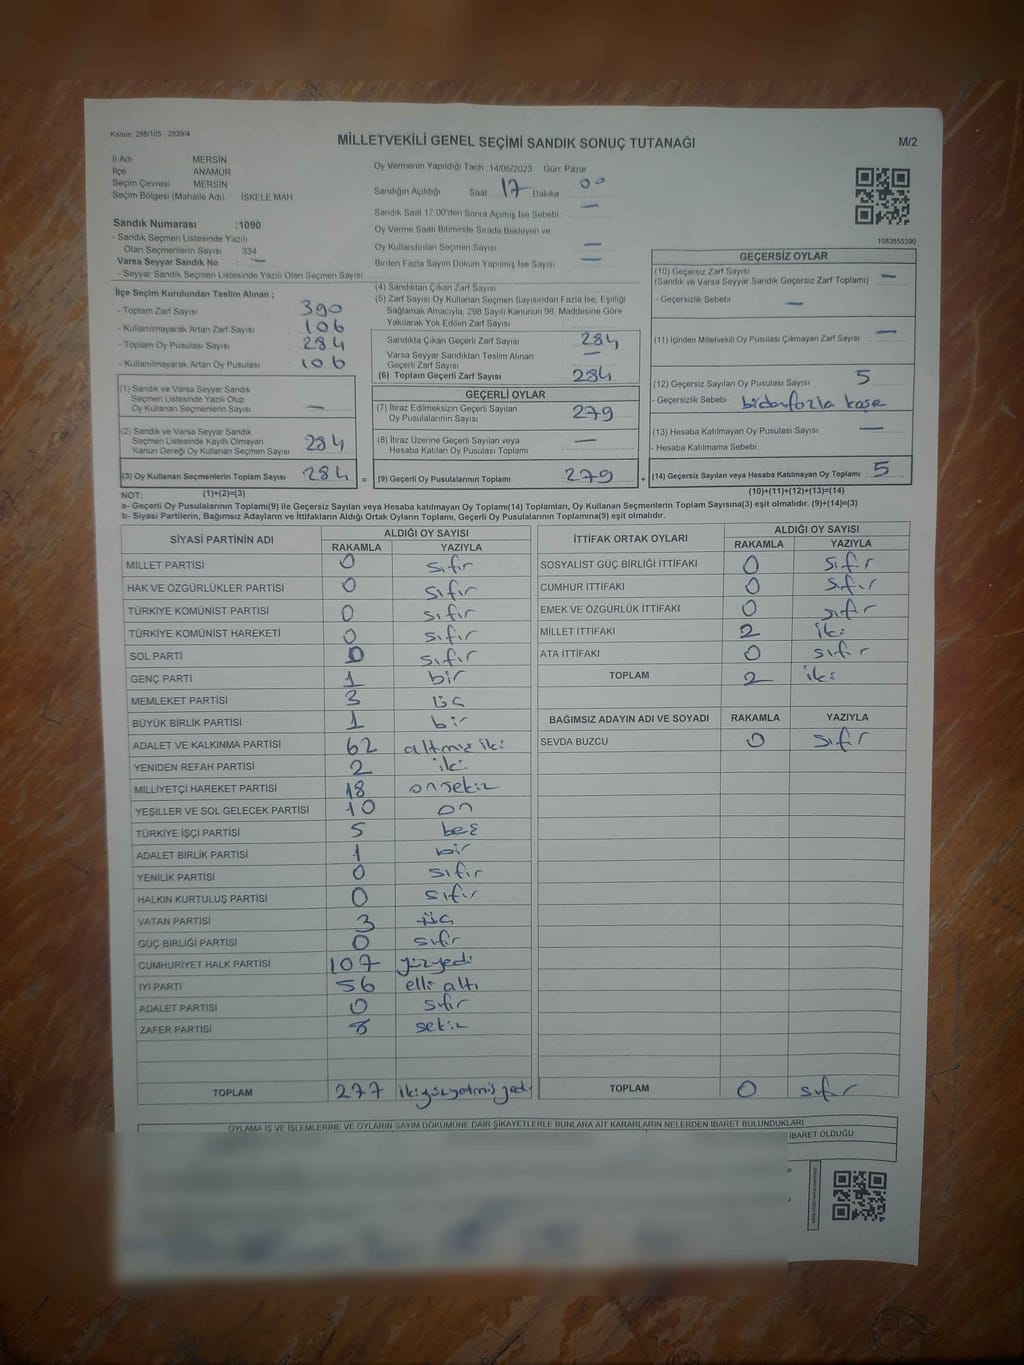 Kanun: 298/105 ; 2839/4
MİLLETVEKİLİ GENEL SEÇİMİ SANDIK SONUÇ TUTANAĞI
M/2
İl Adı MERSİN
İlçe ANAMUR
Seçim Çevresi MERSİN
Seçim Bölgesi (Mahalle Adı) İSKELE MAH.
Sandık Numarası :1090
- Sandık Seçmen Listesinde Yazılı
Olan Seçmenlerin Sayısı 334
Varsa Seyyar Sandık No : —
- Seyyar Sandık Seçmen Listesinde Yazılı Olan Seçmen Sayısı:
Oy Vermenin Yapıldığı Tarih 14/05/2023 Gün Pazar
Sandığın Açıldığı Saat 17 Dakika 00
Sandık Saat 17.00'den Sonra Açılmış İse Sebebi : —
Oy Verme Saati Bitiminde Sırada Bekleyen ve
Oy Kullandırılan Seçmen Sayısı —
Birden Fazla Sayım Döküm Yapılmış İse Sayısı —
1083655390
İlçe Seçim Kurulundan Teslim Alınan ;
- Toplam Zarf Sayısı 390
- Kullanılmayarak Artan Zarf Sayısı 106
- Toplam Oy Pusulası Sayısı 284
- Kullanılmayarak Artan Oy Pusulası 106
(1) Sandık ve Varsa Seyyar Sandık
Seçmen Listesinde Yazılı Olup
Oy Kullanan Seçmenlerin Sayısı —
(2) Sandık ve Varsa Seyyar Sandık
Seçmen Listesinde Kayıtlı Olmayan
Kanun Gereği Oy Kullanan Seçmen Sayısı 284
(3) Oy Kullanan Seçmenlerin Toplam Sayısı 284 =
(1)+(2)=(3)
(4) Sandıktan Çıkan Zarf Sayısı
(5) Zarf Sayısı Oy Kullanan Seçmen Sayısından Fazla İse, Eşitliği
Sağlamak Amacıyla, 298 Sayılı Kanunun 98. Maddesine Göre
Yakılarak Yok Edilen Zarf Sayısı
Sandıkta Çıkan Geçerli Zarf Sayısı 284
Varsa Seyyar Sandıktan Teslim Alınan
Geçerli Zarf Sayısı —
(6) Toplam Geçerli Zarf Sayısı 284
GEÇERLİ OYLAR
(7) İtiraz Edilmeksizin Geçerli Sayılan
Oy Pusulalarının Sayısı 279
(8) İtiraz Üzerine Geçerli Sayılan veya
Hesaba Katılan Oy Pusulası Toplamı —
(9) Geçerli Oy Pusulalarının Toplamı 279 +
GEÇERSİZ OYLAR
(10) Geçersiz Zarf Sayısı
(Sandık ve Varsa Seyyar Sandık Geçersiz Zarf Toplamı) —
- Geçersizlik Sebebi : —
(11) İçinden Milletvekili Oy Pusulası Çıkmayan Zarf Sayısı —
(12) Geçersiz Sayılan Oy Pusulası Sayısı 5
- Geçersizlik Sebebi : birdenfazla kaşe
(13) Hesaba Katılmayan Oy Pusulası Sayısı —
- Hesaba Katılmama Sebebi
(14) Geçersiz Sayılan veya Hesaba Katılmayan Oy Toplamı 5
(10)+(11)+(12)+(13)=(14)
NOT:
a- Geçerli Oy Pusulalarının Toplamı(9) ile Geçersiz Sayılan veya Hesaba katılmayan Oy Toplamı(14) Toplamları, Oy Kullanan Seçmenlerin Toplam Sayısına(3) eşit olmalıdır. (9)+(14)=(3)
b- Siyasi Partilerin, Bağımsız Adayların ve İttifakların Aldığı Ortak Oyların Toplamı, Geçerli Oy Pusulalarının Toplamına(9) eşit olmalıdır.
SİYASİ PARTİNİN ADI ALDIĞI OY SAYISI
RAKAMLA YAZIYLA
MİLLET PARTİSİ 0 sıfır
HAK VE ÖZGÜRLÜKLER PARTİSİ 0 sıfır
TÜRKİYE KOMÜNİST PARTİSİ 0 sıfır
TÜRKİYE KOMÜNİST HAREKETİ 0 sıfır
SOL PARTİ 0 sıfır
GENÇ PARTİ 1 bir
MEMLEKET PARTİSİ 3 üç
BÜYÜK BİRLİK PARTİSİ 1 bir
ADALET VE KALKINMA PARTİSİ 62 altmış iki
YENİDEN REFAH PARTİSİ 2 iki
MİLLİYETÇİ HAREKET PARTİSİ 18 onsekiz
YEŞİLLER VE SOL GELECEK PARTİSİ 10 on
TÜRKİYE İŞÇİ PARTİSİ 5 beş
ADALET BİRLİK PARTİSİ 1 bir
YENİLİK PARTİSİ 0 sıfır
HALKIN KURTULUŞ PARTİSİ 0 sıfır
VATAN PARTİSİ 3 üç
GÜÇ BİRLİĞİ PARTİSİ 0 sıfır
CUMHURİYET HALK PARTİSİ 107 yüzyedi
İYİ PARTİ 56 elli altı
ADALET PARTİSİ 0 sıfır
ZAFER PARTİSİ 8 sekiz
TOPLAM 277 ikiyüzyetmiş yedi
İTTİFAK ORTAK OYLARI ALDIĞI OY SAYISI
RAKAMLA YAZIYLA
SOSYALİST GÜÇ BİRLİĞİ İTTİFAKI 0 sıfır
CUMHUR İTTİFAKI 0 sıfır
EMEK VE ÖZGÜRLÜK İTTİFAKI 0 sıfır
MİLLET İTTİFAKI 2 iki
ATA İTTİFAKI 0 sıfır
TOPLAM 2 iki
BAĞIMSIZ ADAYIN ADI VE SOYADI RAKAMLA YAZIYLA
SEVDA BUZCU 0 sıfır
TOPLAM 0 sıfır
OYLAMA İŞ VE İŞLEMLERİNE VE OYLARIN SAYIM DÖKÜMÜNE DAİR ŞİKAYETLERLE BUNLARA AİT KARARLARIN NELERDEN İBARET BULUNDUKLARI
İBARET OLDUĞU